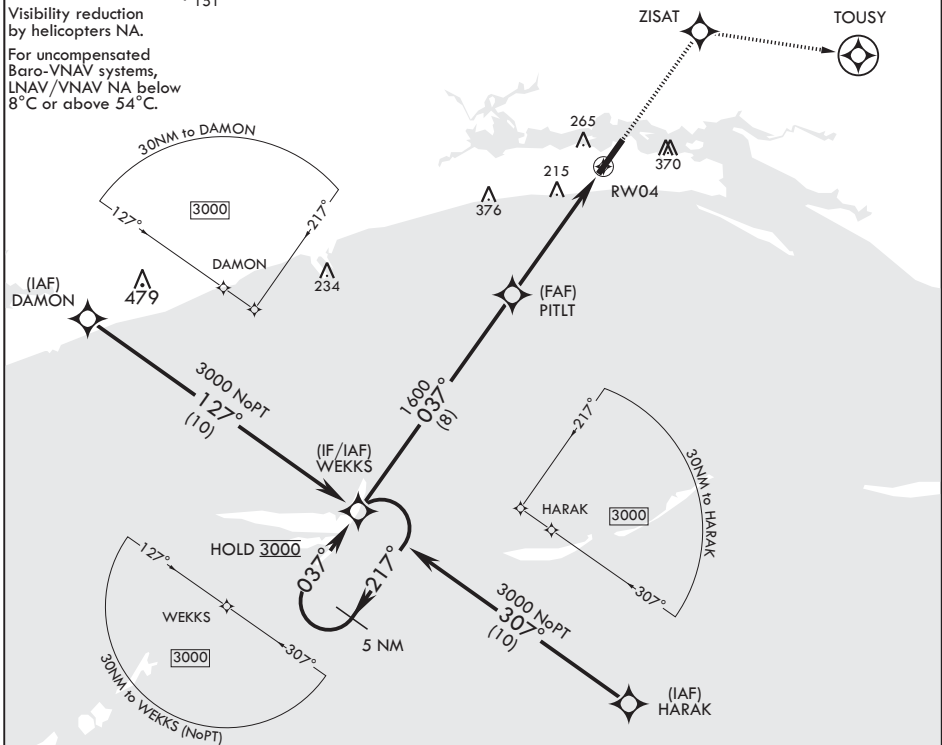 151
Visibility reduction
by helicopters NA.
For uncompensated
Baro-VNAV systems,
LNAV/VNAV NA below
8°C or above 54°C.
ZISAT
TOUSY
30NM to DAMON
127°
3000
217°
DAMON
265
370
215
376
RW04
(IAF)
DAMON
479
234
(FAF)
PITLT
3000 NoPT
127°
(10)
1600
037°
(8)
(IF/IAF)
WEKKS
217°
30NM to HARAK
HARAK
3000
307°
HOLD 3000
037°
217°
5 NM
127°
WEKKS
3000
307°
30NM to WEKKS (NoPT)
3000 NoPT
307°
(10)
(IAF)
HARAK